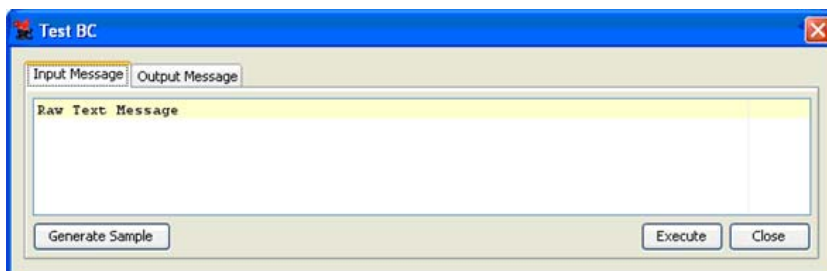 Test BC
Input Message Output Message
Raw Text Message
Generate Sample Execute Close